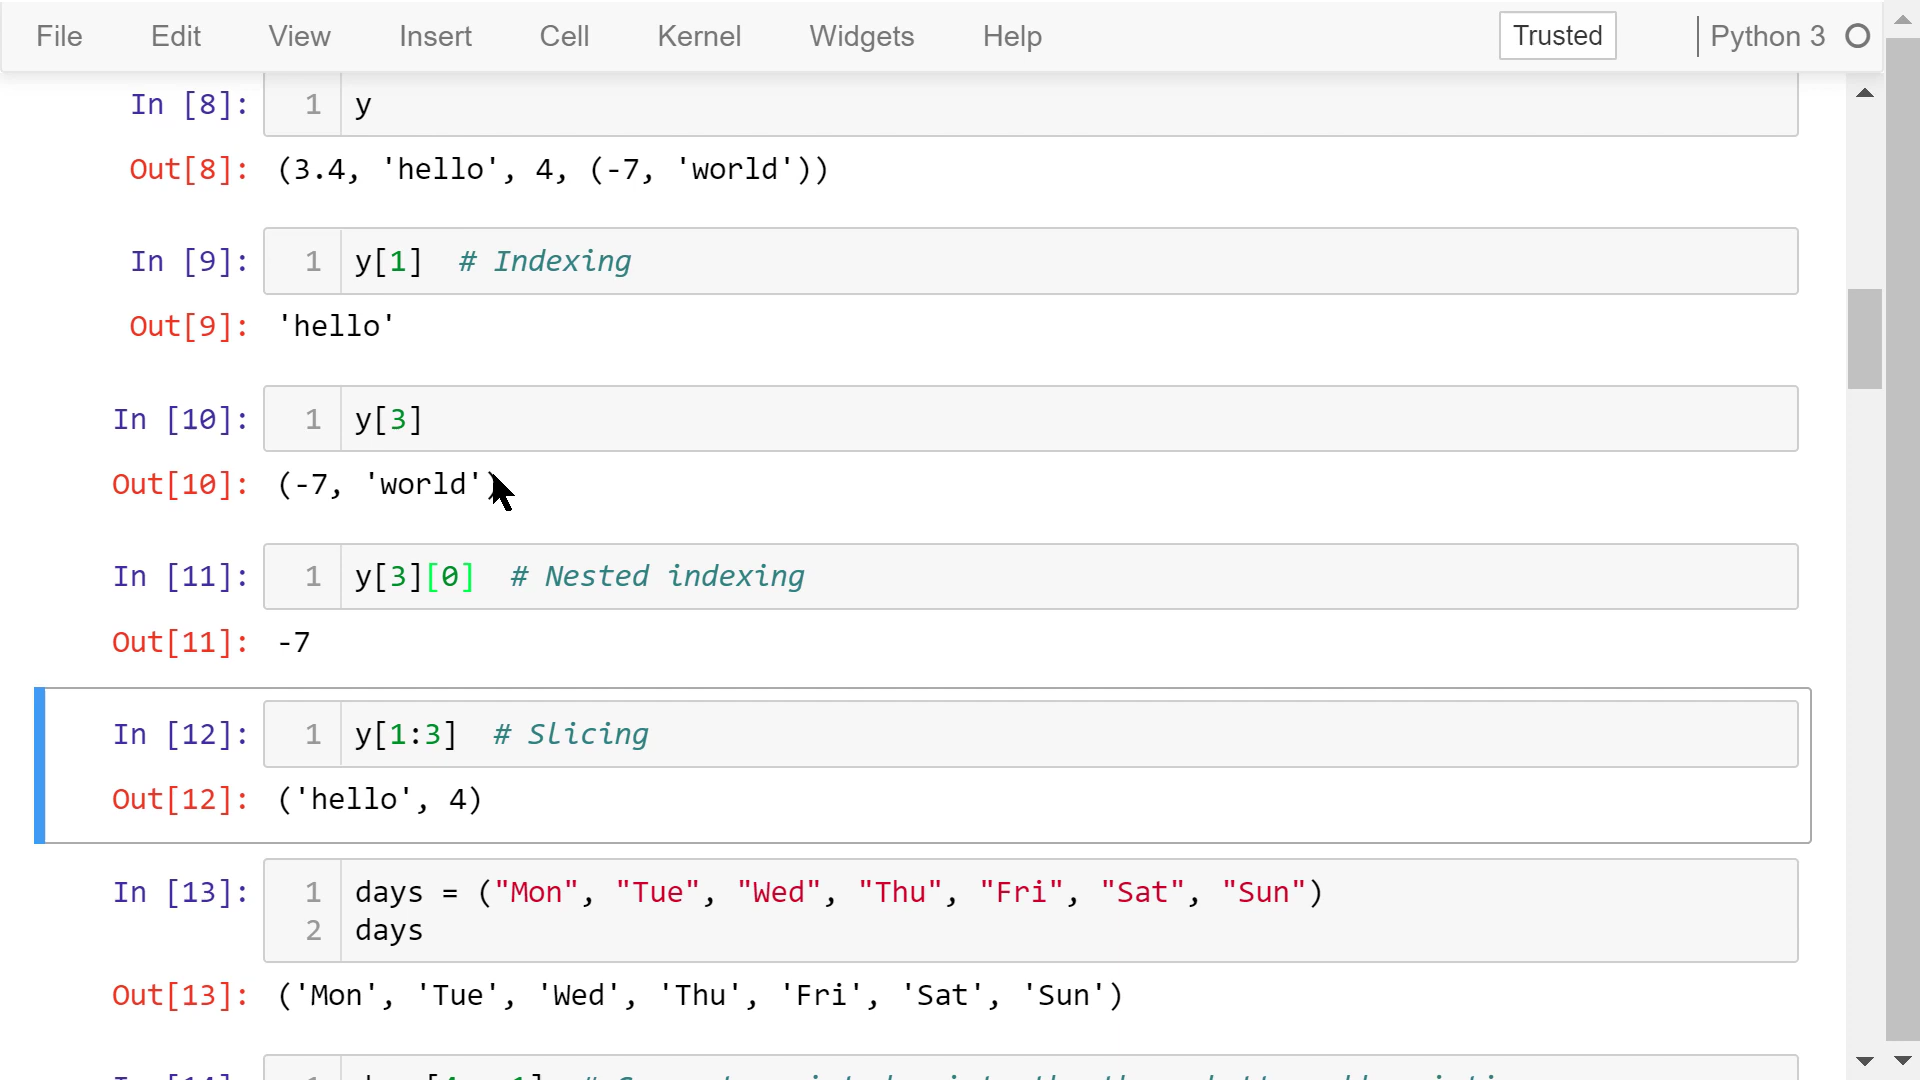 File Edit View Insert Cell Kernel Widgets Help Trusted Python 3
In [8]: 1 y
Out[8]: (3.4, 'hello', 4, (-7, 'world'))
In [9]: 1 y[1]  # Indexing
Out[9]: 'hello'
In [10]: 1 y[3]
Out[10]: (-7, 'world')
In [11]: 1 y[3][0]  # Nested indexing
Out[11]: -7
In [12]: 1 y[1:3]  # Slicing
Out[12]: ('hello', 4)
In [13]: 1 days = ("Mon", "Tue", "Wed", "Thu", "Fri", "Sat", "Sun")
2 days
Out[13]: ('Mon', 'Tue', 'Wed', 'Thu', 'Fri', 'Sat', 'Sun')